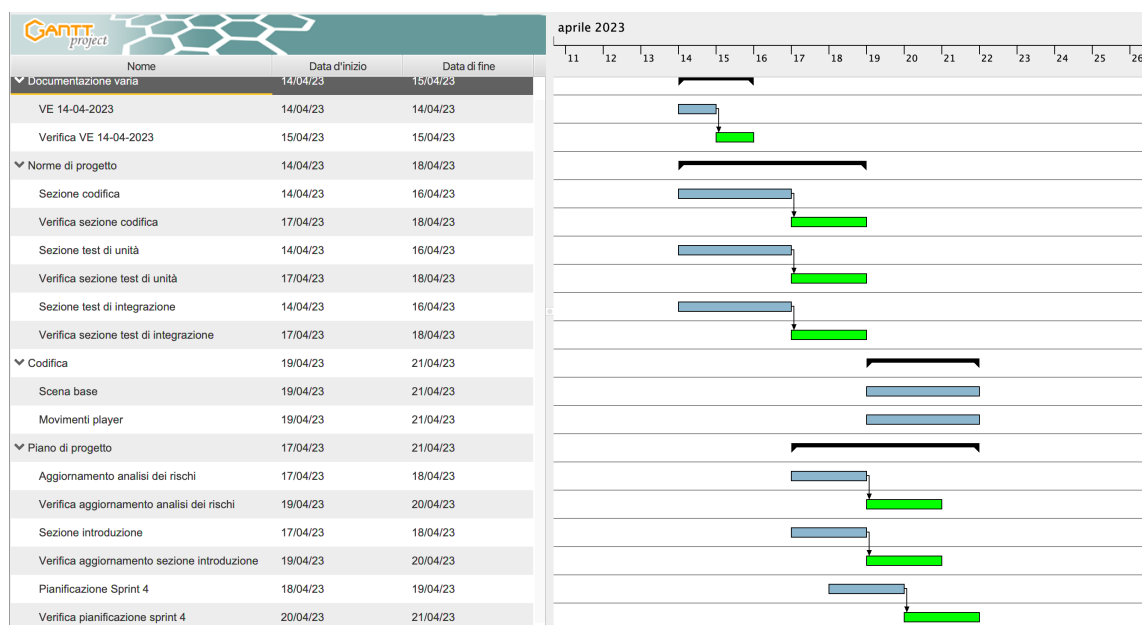 GANTT project
aprile 2023
11 12 13 14 15 16 17 18 19 20 21 22 23 24 25 26
Nome Data d'inizio Data di fine
Documentazione varia 14/04/23 15/04/23
VE 14-04-2023 14/04/23 14/04/23
Verifica VE 14-04-2023 15/04/23 15/04/23
Norme di progetto 14/04/23 18/04/23
Sezione codifica 14/04/23 16/04/23
Verifica sezione codifica 17/04/23 18/04/23
Sezione test di unità 14/04/23 16/04/23
Verifica sezione test di unità 17/04/23 18/04/23
Sezione test di integrazione 14/04/23 16/04/23
Verifica sezione test di integrazione 17/04/23 18/04/23
Codifica 19/04/23 21/04/23
Scena base 19/04/23 21/04/23
Movimenti player 19/04/23 21/04/23
Piano di progetto 17/04/23 21/04/23
Aggiornamento analisi dei rischi 17/04/23 18/04/23
Verifica aggiornamento analisi dei rischi 19/04/23 20/04/23
Sezione introduzione 17/04/23 18/04/23
Verifica aggiornamento sezione introduzione 19/04/23 20/04/23
Pianificazione Sprint 4 18/04/23 19/04/23
Verifica pianificazione sprint 4 20/04/23 21/04/23